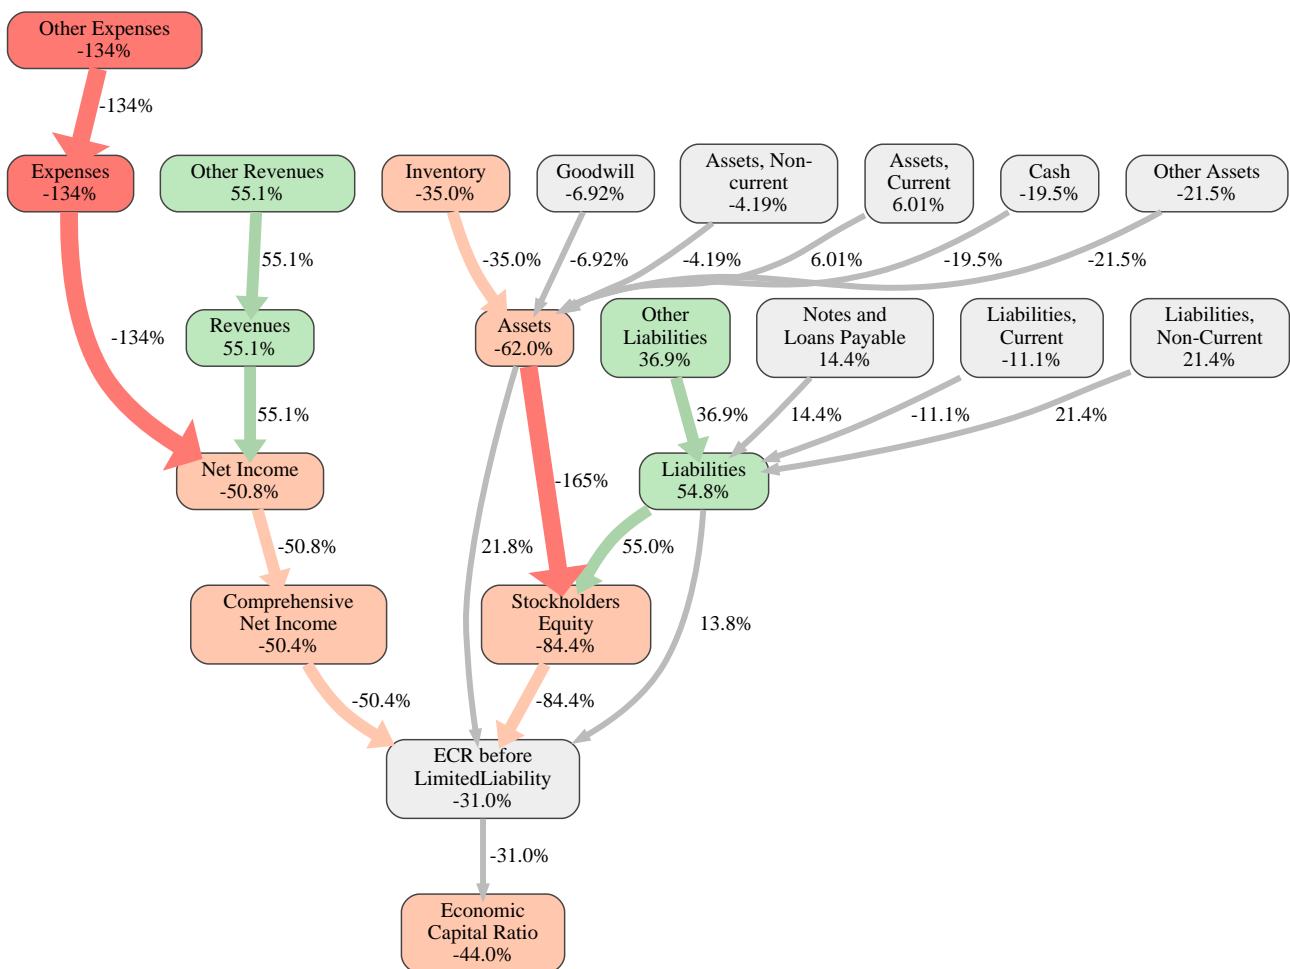 Other Expenses
-134%
-134%
Expenses
-134%
Other Revenues
55.1%
Inventory
-35.0%
Goodwill
-6.92%
Assets, Non-
current
-4.19%
Assets,
Current
6.01%
Cash
-19.5%
Other Assets
-21.5%
55.1%
-35.0%
-6.92%
-4.19%
6.01%
-19.5%
-21.5%
-134%
Revenues
55.1%
Assets
-62.0%
Other
Liabilities
36.9%
Notes and
Loans Payable
14.4%
Liabilities,
Current
-11.1%
Liabilities,
Non-Current
21.4%
55.1%
36.9%
14.4%
-11.1%
21.4%
Net Income
-50.8%
-165%
Liabilities
54.8%
-50.8%
21.8%
55.0%
Comprehensive
Net Income
-50.4%
Stockholders
Equity
-84.4%
13.8%
-50.4%
-84.4%
ECR before
LimitedLiability
-31.0%
-31.0%
Economic
Capital Ratio
-44.0%